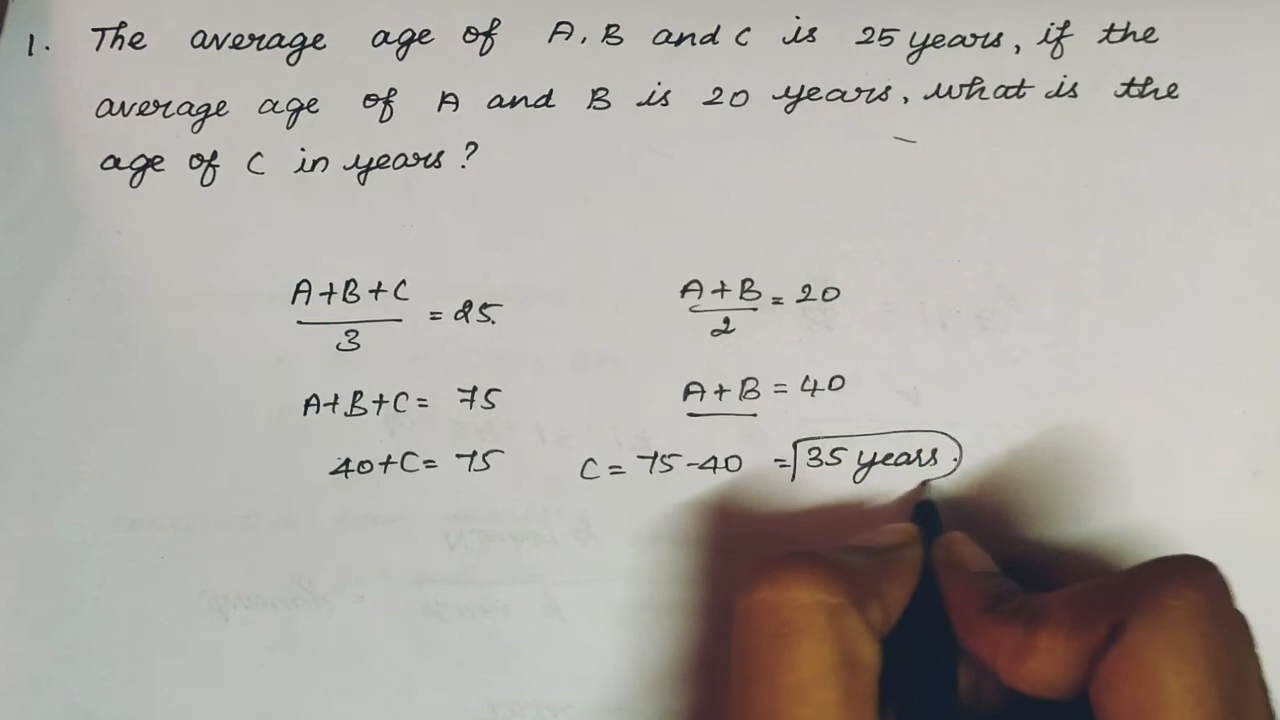 1. The average age of A, B and C is 25 years, if the
average age of A and B is 20 years, what is the
age of C in years?
A+B+C/3 = 25.
A+B/2 = 20
A+B+C = 75
A+B = 40
40+C = 75
C = 75-40 = 35 years.